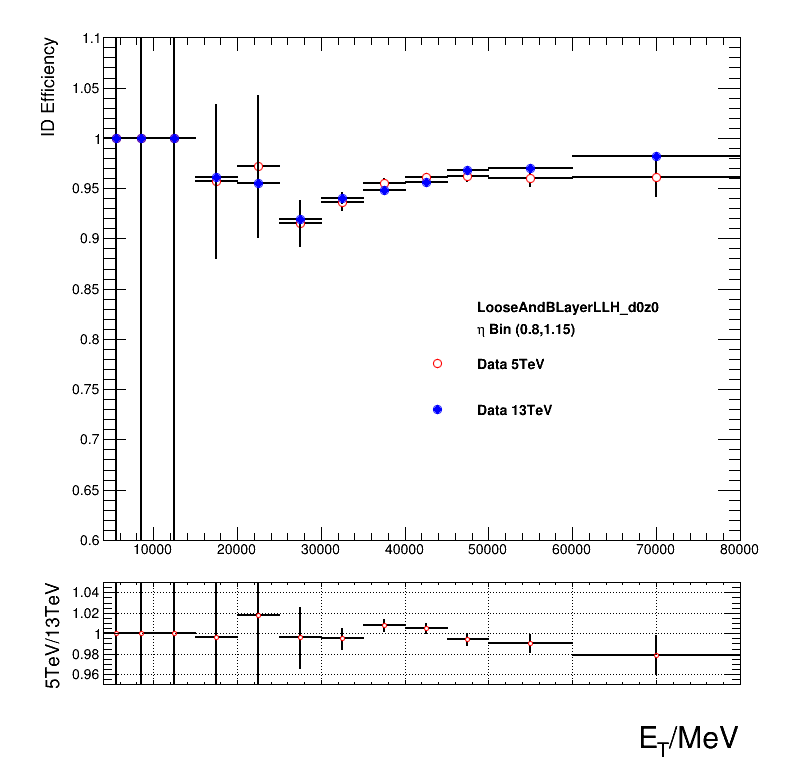 ID Efficiency
1.1
1.05
1
0.95
0.9
0.85
0.8
0.75
0.7
0.65
0.6
LooseAndBLayerLLH_d0z0
η Bin (0.8,1.15)
Data 5TeV
Data 13TeV
10000 20000 30000 40000 50000 60000 70000 80000
5TeV/13TeV
1.04
1.02
1
0.98
0.96
E_T/MeV